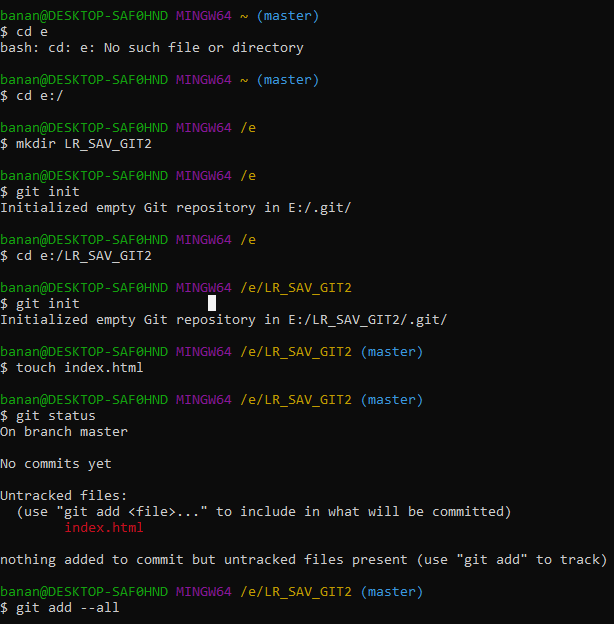 banan@DESKTOP-SAF0HND MINGW64 ~ (master)
$ cd e
bash: cd: e: No such file or directory
banan@DESKTOP-SAF0HND MINGW64 ~ (master)
$ cd e:/
banan@DESKTOP-SAF0HND MINGW64 /e
$ mkdir LR_SAV_GIT2
banan@DESKTOP-SAF0HND MINGW64 /e
$ git init
Initialized empty Git repository in E:/.git/
banan@DESKTOP-SAF0HND MINGW64 /e
$ cd e:/LR_SAV_GIT2
banan@DESKTOP-SAF0HND MINGW64 /e/LR_SAV_GIT2
$ git init
Initialized empty Git repository in E:/LR_SAV_GIT2/.git/
banan@DESKTOP-SAF0HND MINGW64 /e/LR_SAV_GIT2 (master)
$ touch index.html
banan@DESKTOP-SAF0HND MINGW64 /e/LR_SAV_GIT2 (master)
$ git status
On branch master
No commits yet
Untracked files:
(use "git add <file>..." to include in what will be committed)
index.html
nothing added to commit but untracked files present (use "git add" to track)
banan@DESKTOP-SAF0HND MINGW64 /e/LR_SAV_GIT2 (master)
$ git add --all